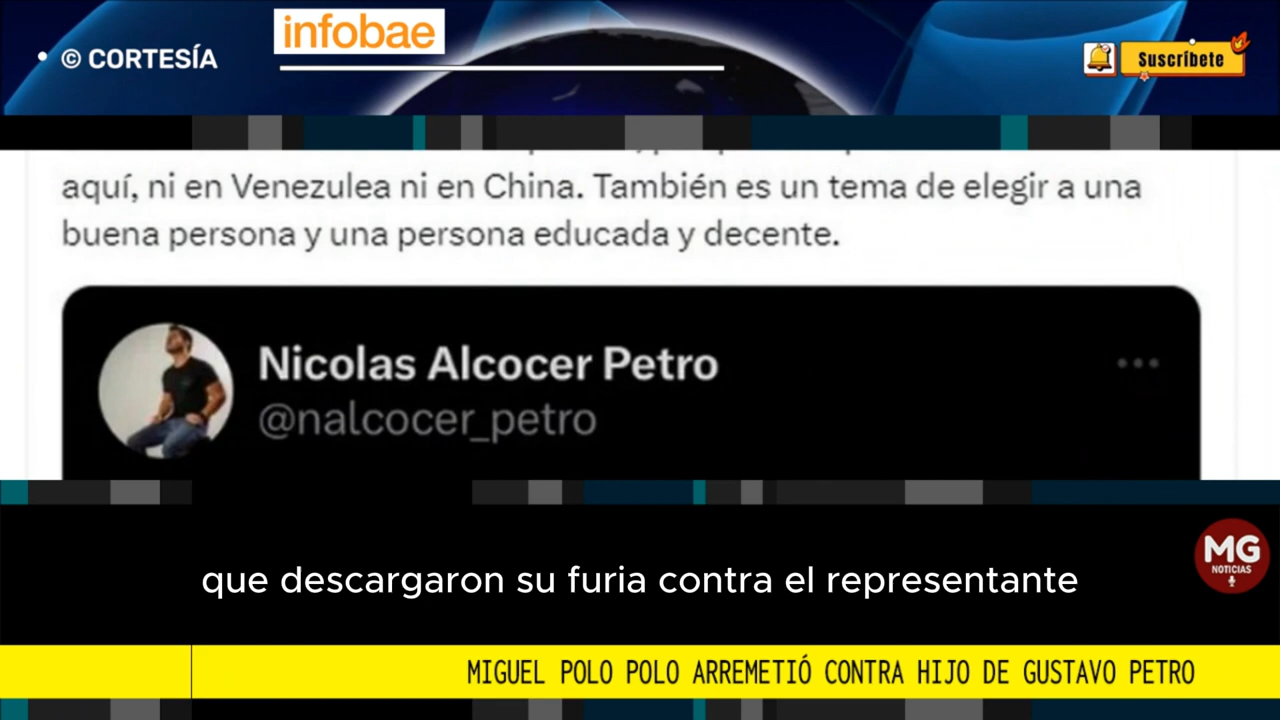 infobae
• © CORTESÍA
Suscríbete
aquí, ni en Venezulea ni en China. También es un tema de elegir a una
buena persona y una persona educada y decente.
Nicolas Alcocer Petro
@nalcocer_petro
que descargaron su furia contra el representante
MG
NOTICIAS
MIGUEL POLO POLO ARREMETIÓ CONTRA HIJO DE GUSTAVO PETRO